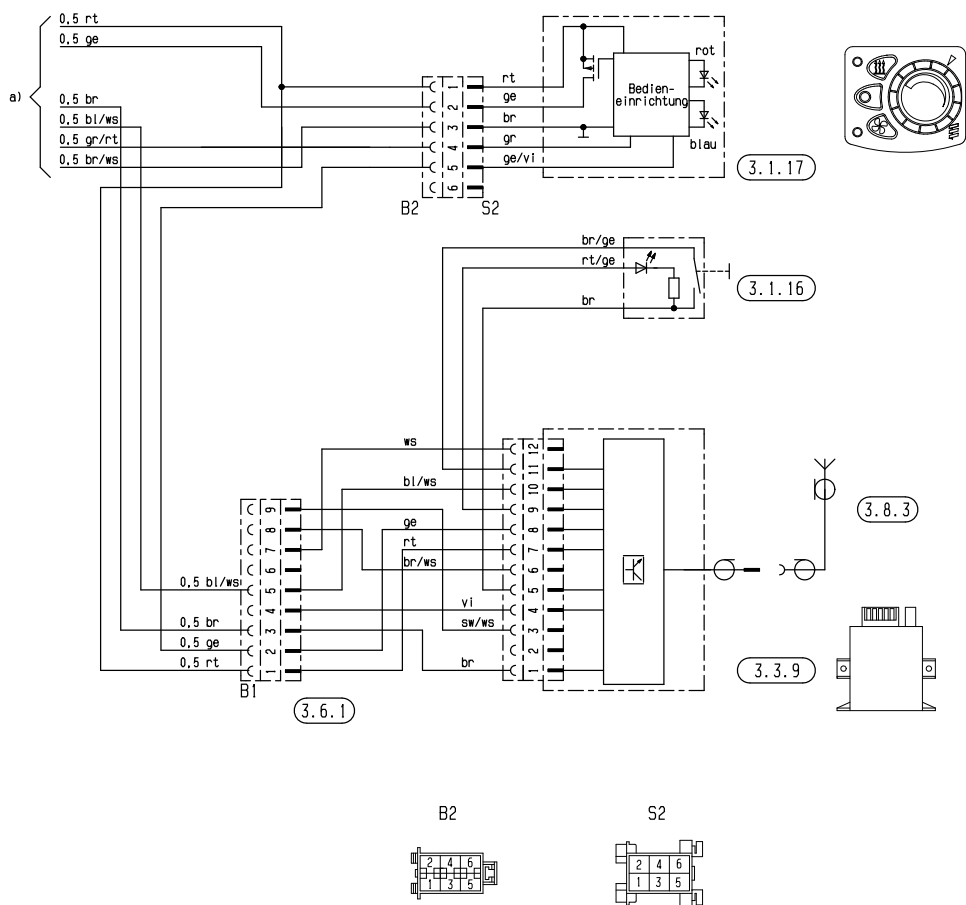 a)
0.5 rt
0.5 ge
0.5 br
0.5 bl/ws
0.5 gr/rt
0.5 br/ws
1
2
3
4
5
6
B2
S2
rt
ge
br
gr
ge/vi
Bedien-
einrichtung
rot
blau
3.1.17
br/ge
rt/ge
br
3.1.16
ws
bl/ws
ge
rt
br/ws
vi
sw/ws
br
12
11
10
9
8
7
6
5
4
3
2
1
9
8
7
6
5
4
3
2
1
0.5 bl/ws
0.5 br
0.5 ge
0.5 rt
B1
3.6.1
3.8.3
3.3.9
B2
S2
2 4 6
1 3 5
2 4 6
1 3 5